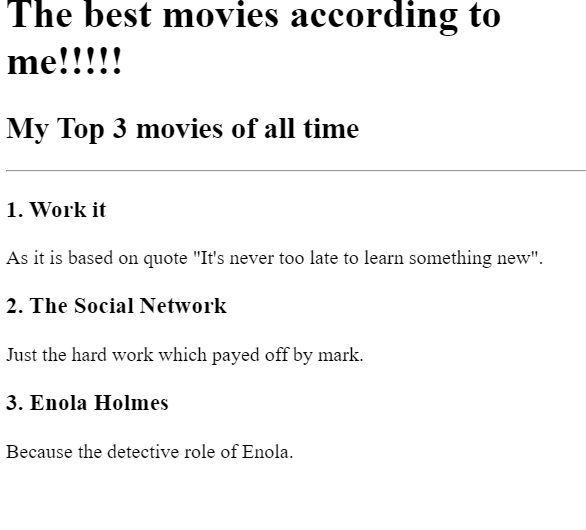 The best movies according to
me!!!!!
My Top 3 movies of all time
1. Work it
As it is based on quote "It's never too late to learn something new".
2. The Social Network
Just the hard work which payed off by mark.
3. Enola Holmes
Because the detective role of Enola.